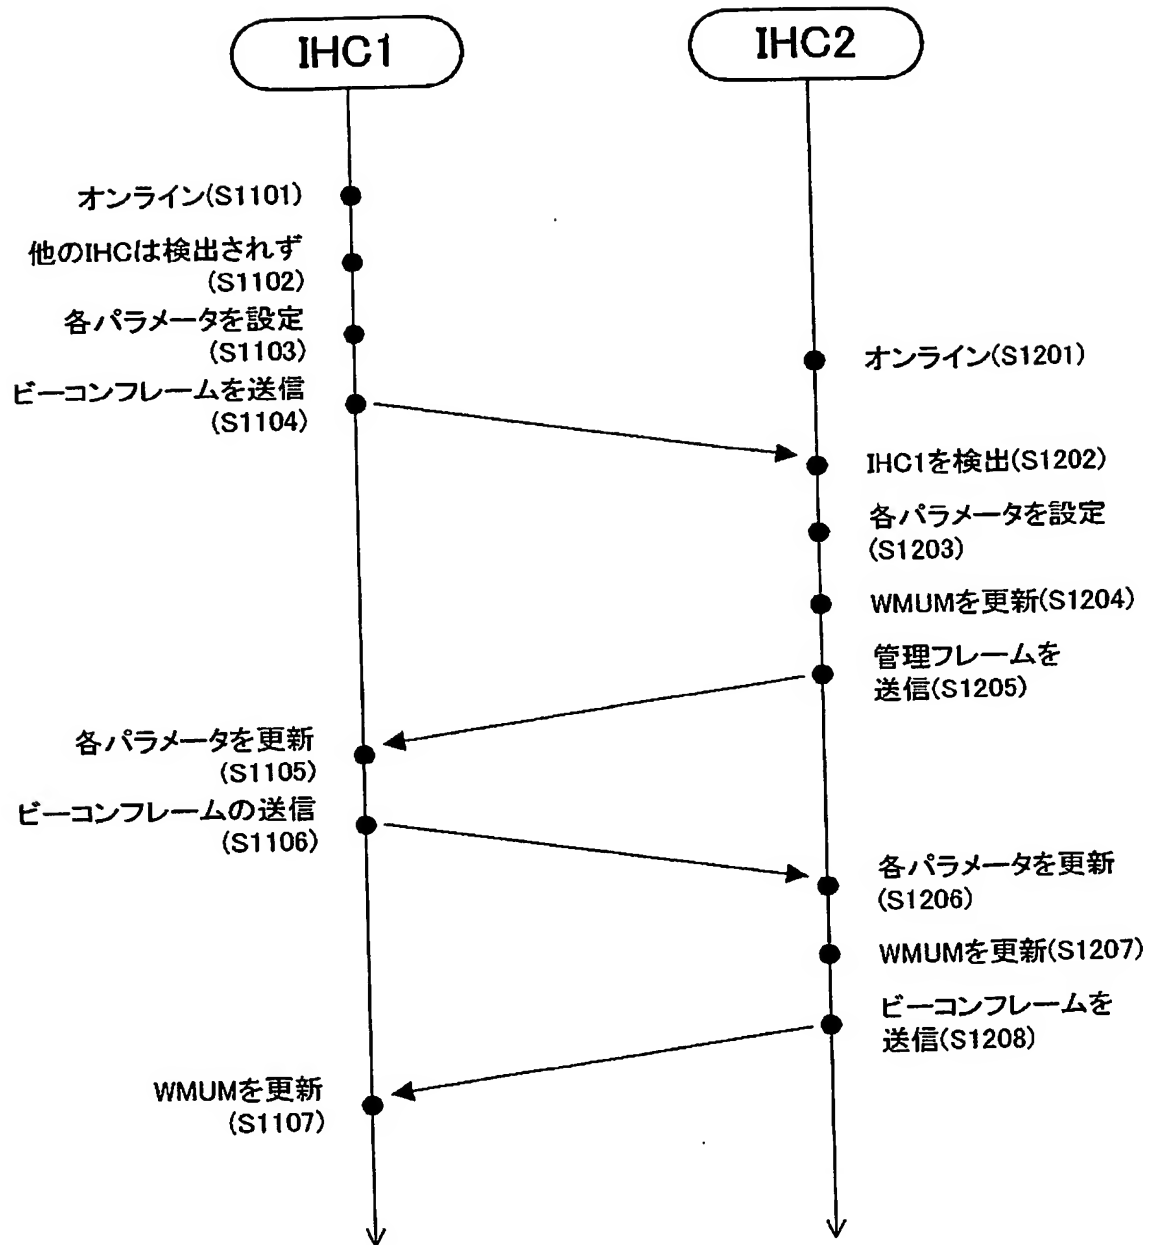 IHC1
IHC2
オンライン(S1101)
他のIHCは検出されず
(S1102)
各パラメータを設定
(S1103)
ビーコンフレームを送信
(S1104)
オンライン(S1201)
IHC1を検出(S1202)
各パラメータを設定
(S1203)
WMUMを更新(S1204)
管理フレームを
送信(S1205)
各パラメータを更新
(S1105)
ビーコンフレームの送信
(S1106)
各パラメータを更新
(S1206)
WMUMを更新(S1207)
ビーコンフレームを
送信(S1208)
WMUMを更新
(S1107)